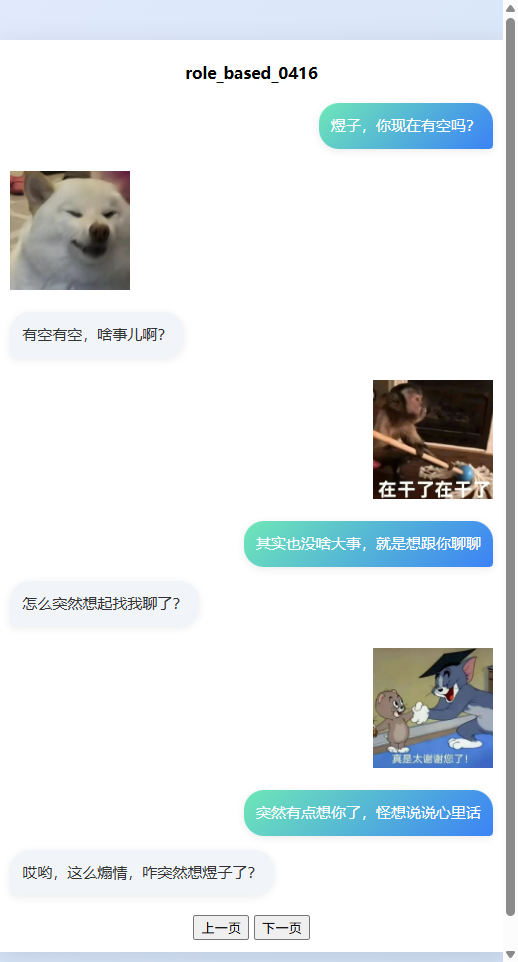 role_based_0416
煜子，你现在有空吗？
有空有空，啥事儿啊？
在干了在干了
其实也没啥大事，就是想跟你聊聊
怎么突然想起找我聊了？
真是太谢谢您了！
突然有点想你了，怪想说说心里话
哎哟，这么煽情，咋突然想煜子了？
上一页 下一页